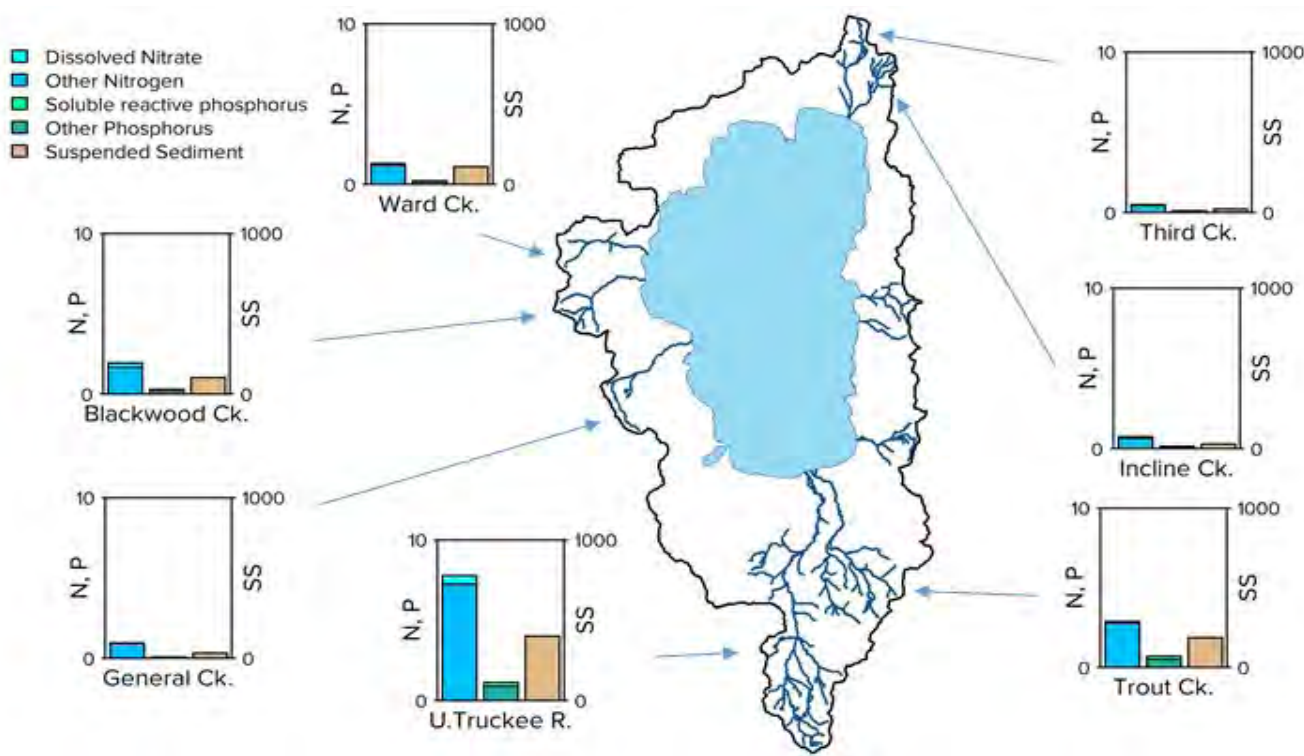 Dissolved Nitrate
Other Nitrogen
Soluble reactive phosphorus
Other Phosphorus
Suspended Sediment
10
1000
N, P
SS
0
0
Ward Ck.
10
1000
N, P
SS
0
0
Third Ck.
10
1000
N, P
SS
0
0
Blackwood Ck.
10
1000
N, P
SS
0
0
Incline Ck.
10
1000
N, P
SS
0
0
General Ck.
10
1000
N, P
SS
0
0
U.Truckee R.
10
1000
N, P
SS
0
0
Trout Ck.